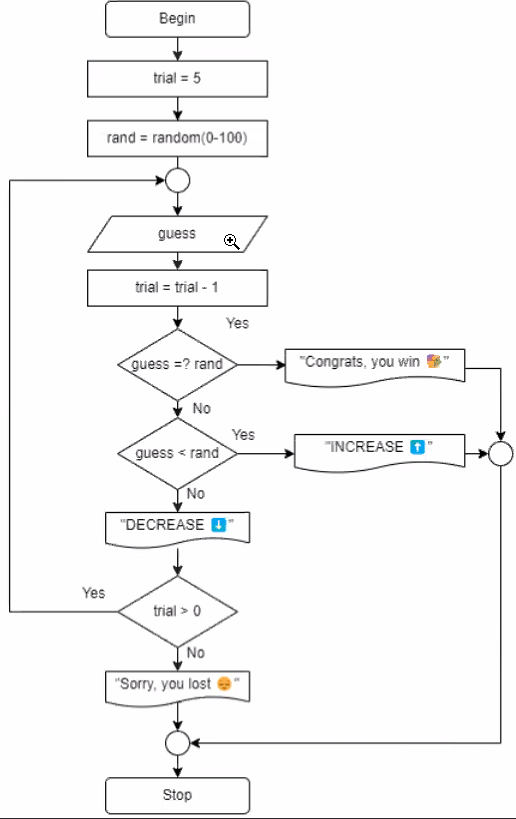 Begin
trial = 5
rand = random(0-100)
guess
trial = trial - 1
Yes
guess =? rand
"Congrats, you win 🎉"
No
Yes
guess < rand
"INCREASE ⬆️"
No
"DECREASE ⬇️"
Yes
trial > 0
No
"Sorry, you lost 😔"
Stop